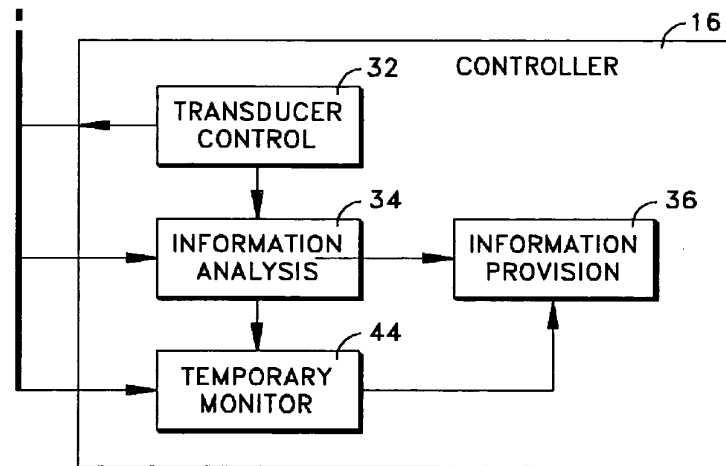 16
CONTROLLER
32
TRANSDUCER
CONTROL
34
INFORMATION
ANALYSIS
36
INFORMATION
PROVISION
44
TEMPORARY
MONITOR